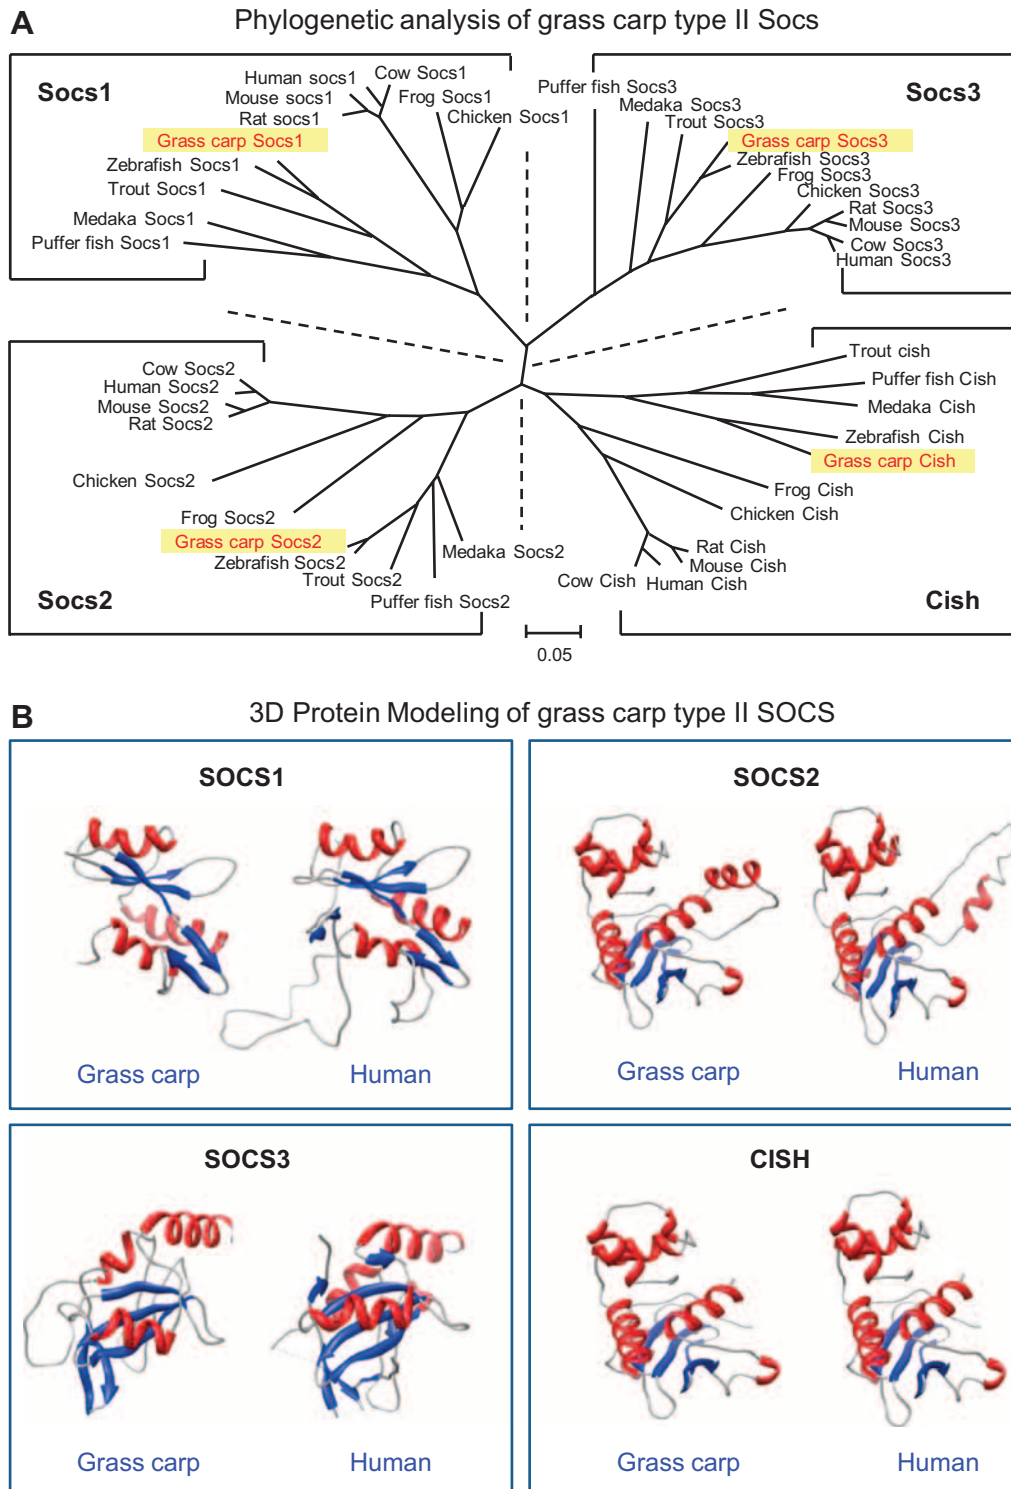 A
Phylogenetic analysis of grass carp type II Socs
Socs1
Human socs1
Cow Socs1
Mouse socs1
Frog Socs1
Rat socs1
Chicken Socs1
Grass carp Socs1
Zebrafish Socs1
Trout Socs1
Medaka Socs1
Puffer fish Socs1
Socs3
Puffer fish Socs3
Medaka Socs3
Trout Socs3
Grass carp Socs3
Zebrafish Socs3
Frog Socs3
Chicken Socs3
Rat Socs3
Mouse Socs3
Cow Socs3
Human Socs3
Cow Socs2
Human Socs2
Mouse Socs2
Rat Socs2
Chicken Socs2
Frog Socs2
Grass carp Socs2
Zebrafish Socs2
Medaka Socs2
Trout Socs2
Puffer fish Socs2
Socs2
Trout cish
Puffer fish Cish
Medaka Cish
Zebrafish Cish
Grass carp Cish
Frog Cish
Chicken Cish
Rat Cish
Mouse Cish
Cow Cish
Human Cish
Cish
0.05
B
3D Protein Modeling of grass carp type II SOCS
SOCS1
Grass carp
Human
SOCS2
Grass carp
Human
SOCS3
Grass carp
Human
CISH
Grass carp
Human